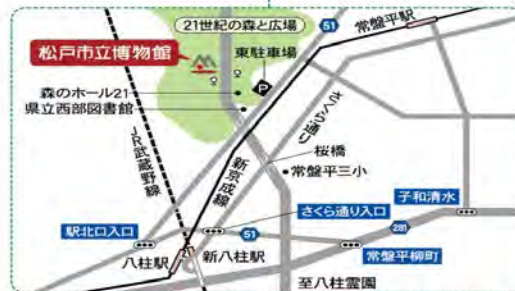 21世紀の森と広場
51
常盤平駅
松戸市立博物館
東駐車場
P
森のホール21
県立西部図書館
さくら通り
JR武蔵野線
新京成線
桜橋
常盤平三小
子和清水
さくら通り入口
駅北口入口
51
281
八柱駅
新八柱駅
常盤平柳町
至八柱霊園